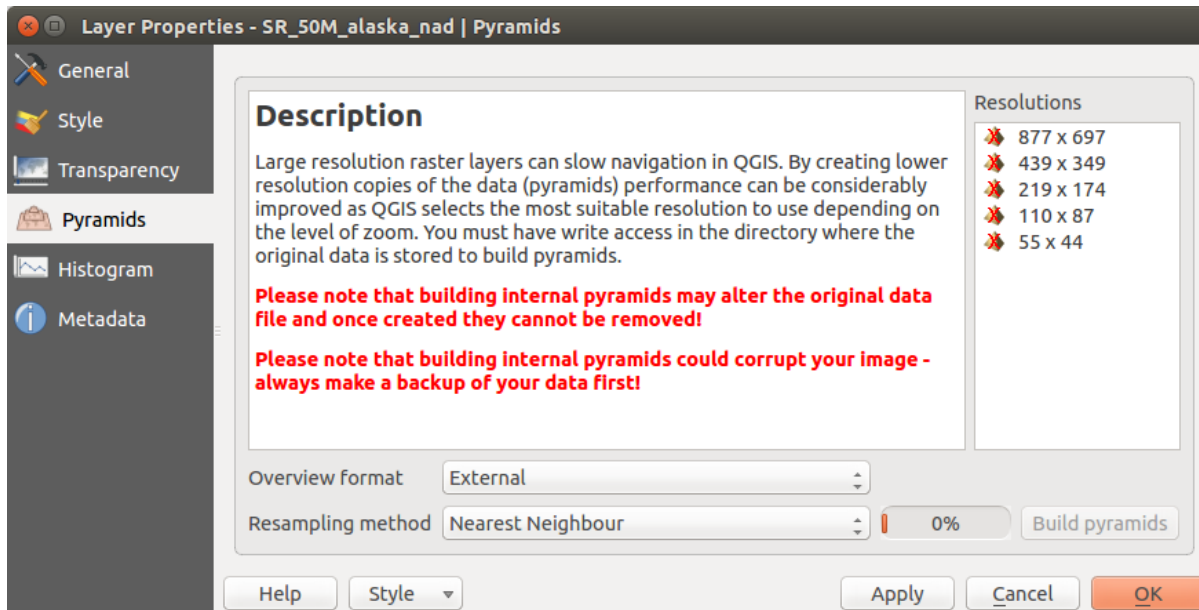 Layer Properties - SR_50M_alaska_nad | Pyramids
General
Style
Transparency
Pyramids
Histogram
Metadata
Description
Large resolution raster layers can slow navigation in QGIS. By creating lower
resolution copies of the data (pyramids) performance can be considerably
improved as QGIS selects the most suitable resolution to use depending on
the level of zoom. You must have write access in the directory where the
original data is stored to build pyramids.
Please note that building internal pyramids may alter the original data
file and once created they cannot be removed!
Please note that building internal pyramids could corrupt your image -
always make a backup of your data first!
Resolutions
877 x 697
439 x 349
219 x 174
110 x 87
55 x 44
Overview format External
Resampling method Nearest Neighbour 0% Build pyramids
Help Style Apply Cancel OK